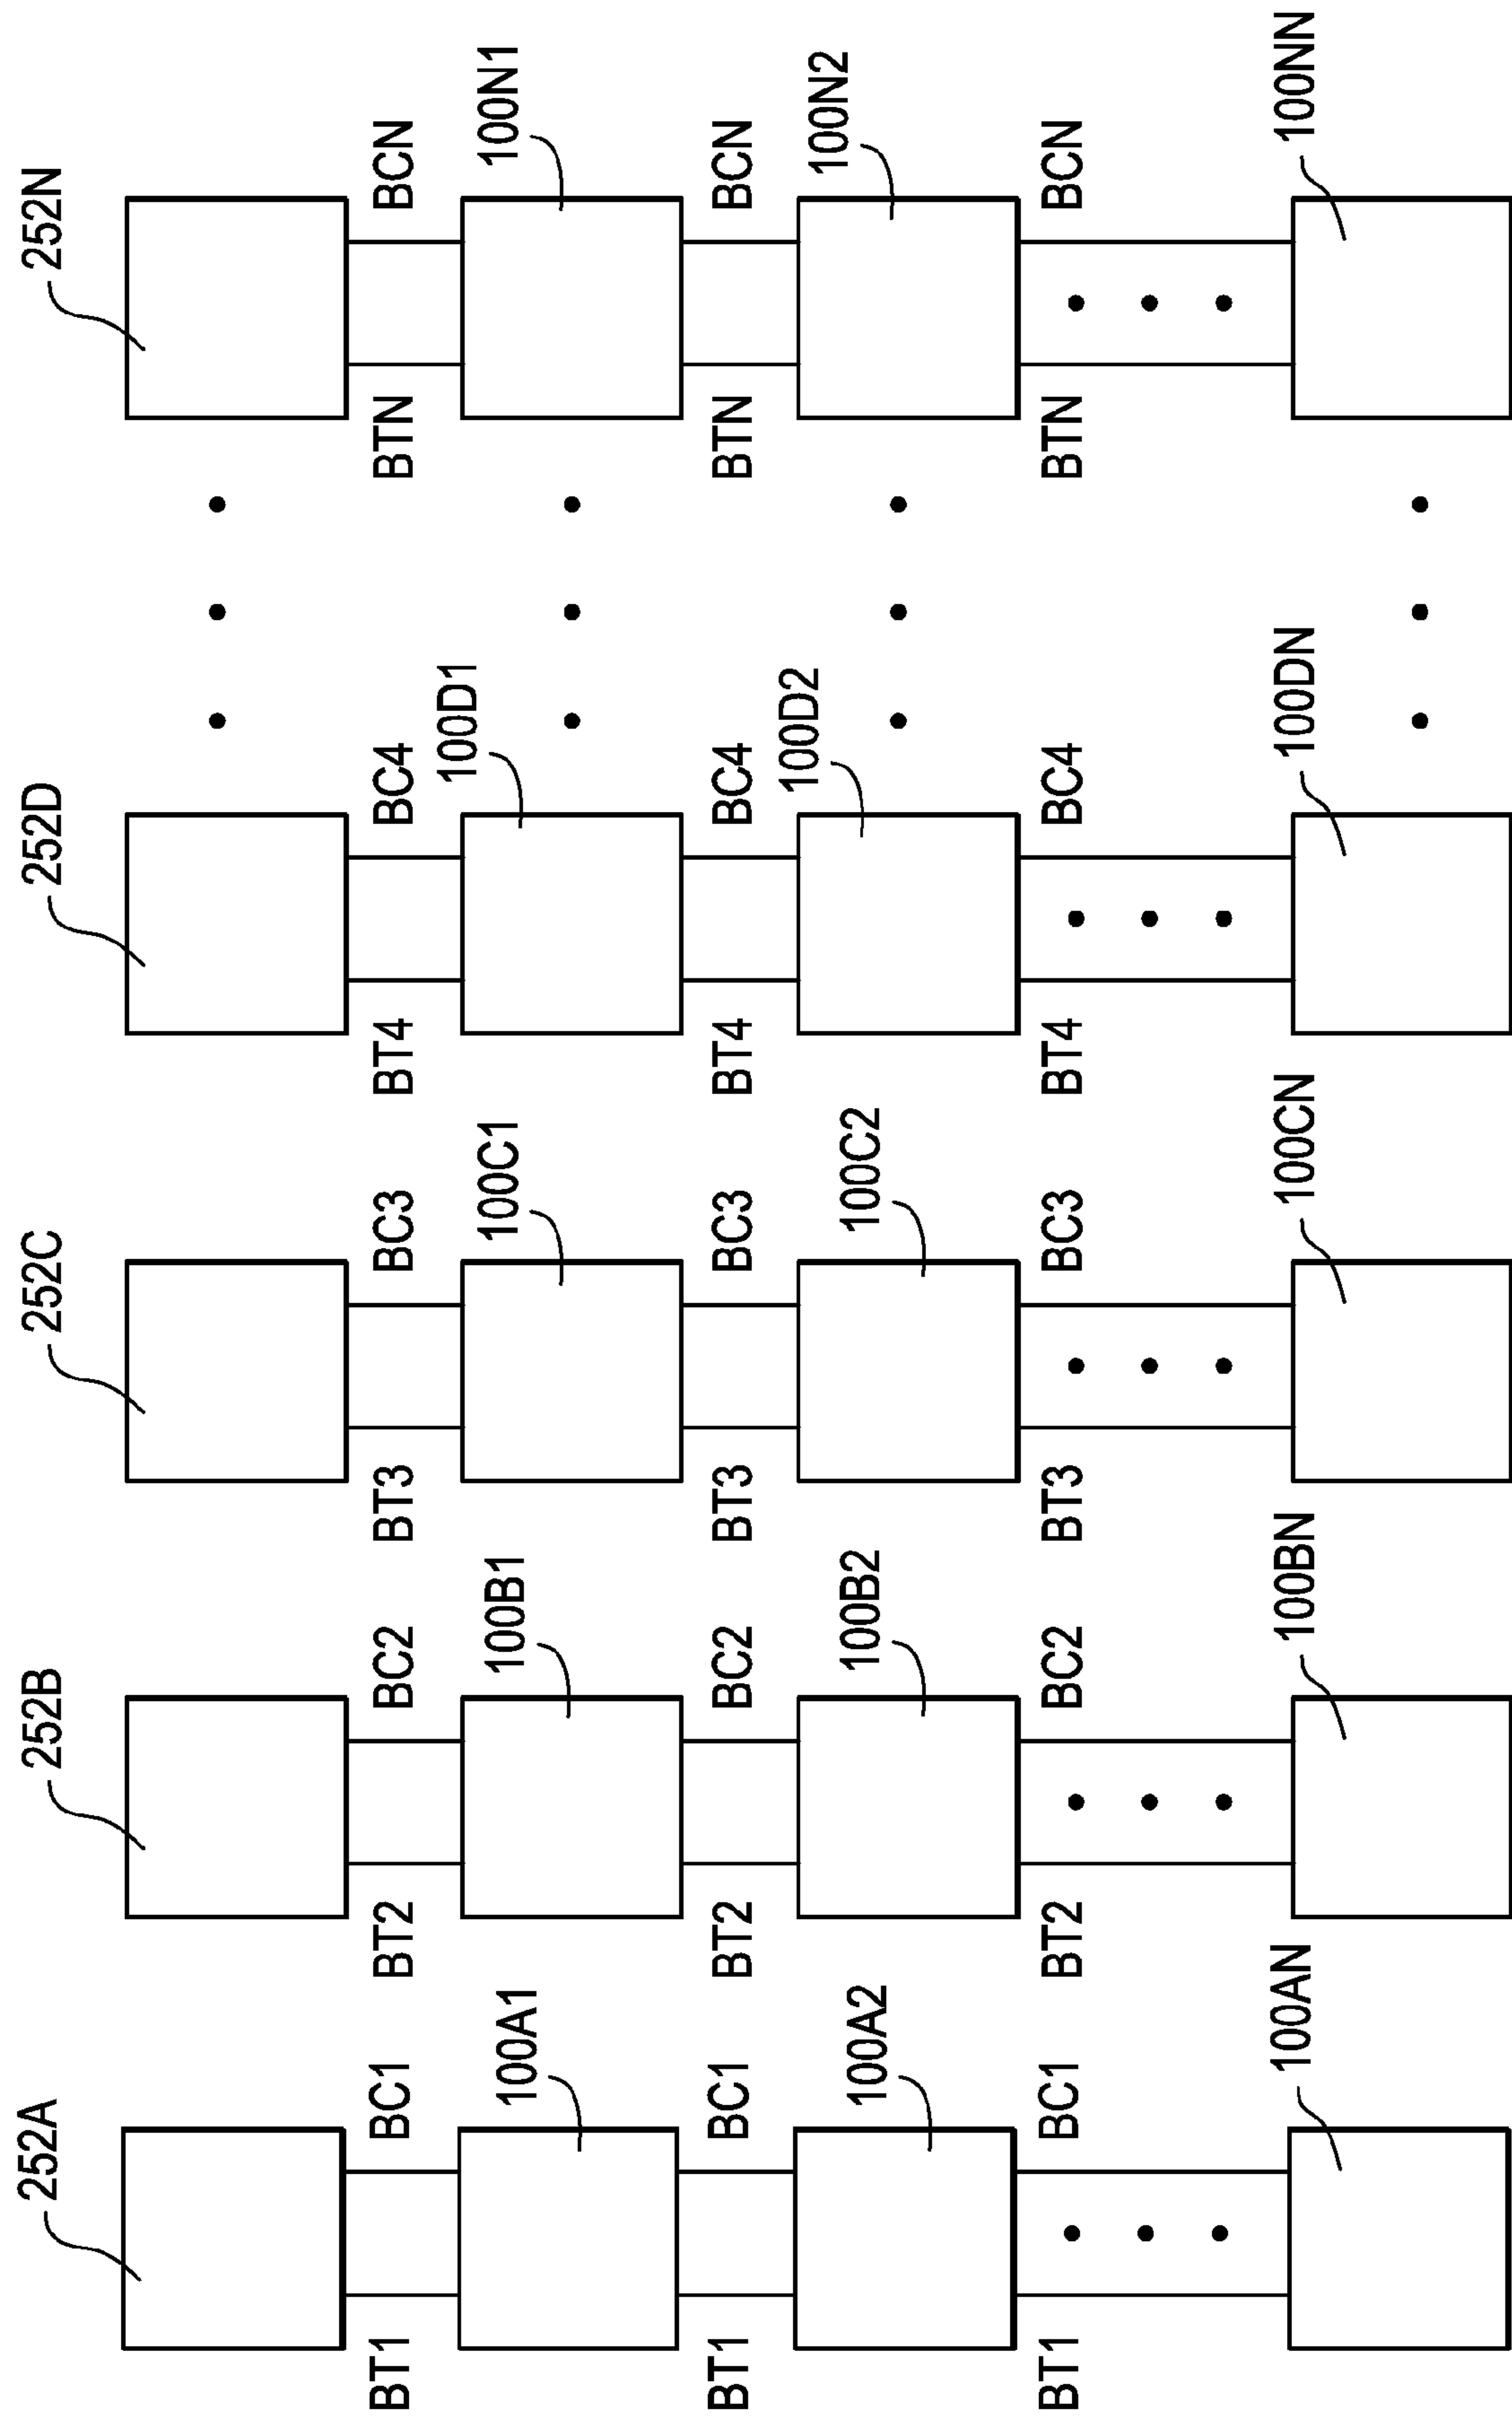 252A
252B
252C
252D
252N
BT1
BC1
BT2
BC2
BT3
BC3
BT4
BC4
BTN
BCN
100A1
100B1
100C1
100D1
100N1
BT1
BC1
BT2
BC2
BT3
BC3
BT4
BC4
BTN
BCN
100A2
100B2
100C2
100D2
100N2
BT1
BC1
BT2
BC2
BT3
BC3
BT4
BC4
BTN
BCN
100AN
100BN
100CN
100DN
100NN